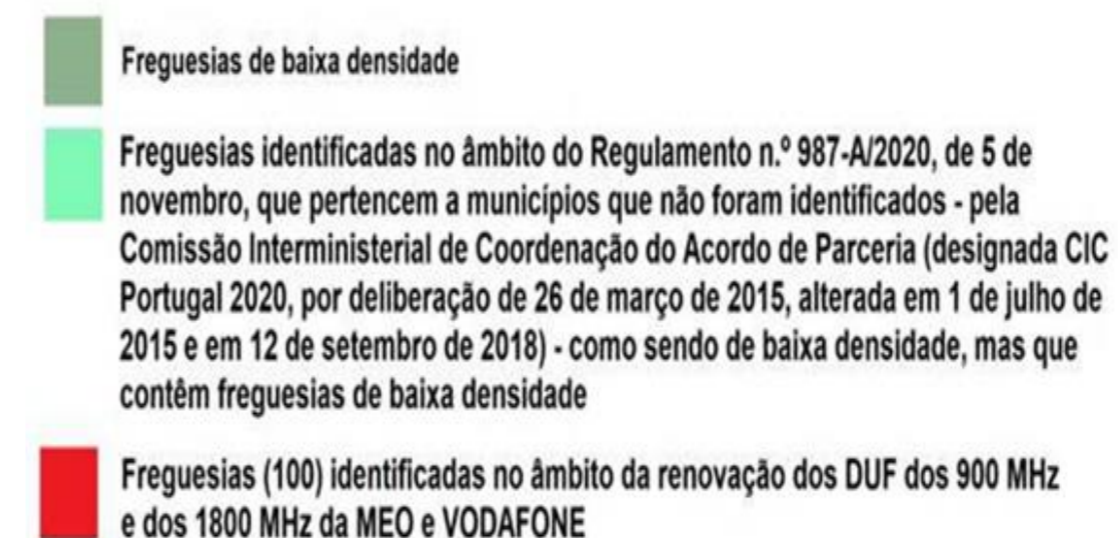 Freguesias de baixa densidade
Freguesias identificadas no âmbito do Regulamento n.º 987-A/2020, de 5 de
novembro, que pertencem a municípios que não foram identificados - pela
Comissão Interministerial de Coordenação do Acordo de Parceria (designada CIC
Portugal 2020, por deliberação de 26 de março de 2015, alterada em 1 de julho de
2015 e em 12 de setembro de 2018) - como sendo de baixa densidade, mas que
contêm freguesias de baixa densidade
Freguesias (100) identificadas no âmbito da renovação dos DUF dos 900 MHz
e dos 1800 MHz da MEO e VODAFONE